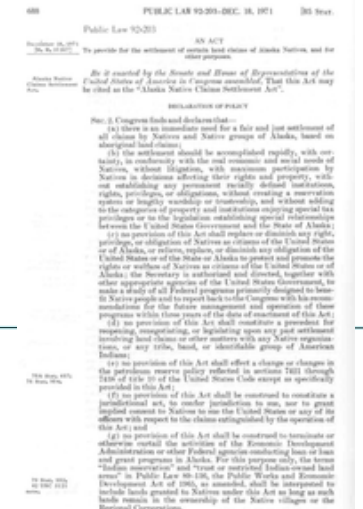 688 PUBLIC LAW 92-203-DEC. 18, 1971 [85 STAT.
Public Law 92-203
AN ACT
December 18, 1971
To provide for the settlement of certain land claims of Alaska Natives, and for
other purposes.
Be it enacted by the Senate and House of Representatives of the
United States of America in Congress assembled, That this Act may
be cited as the "Alaska Native Claims Settlement Act".
Alaska Native
Claims Settlement
Act.
DECLARATION OF POLICY
SEC. 2. Congress finds and declares that—
(a) there is an immediate need for a fair and just settlement of
all claims by Natives and Native groups of Alaska, based on
aboriginal land claims;
(b) the settlement should be accomplished rapidly, with cer-
tainty, in conformity with the real economic and social needs of
Natives, without litigation, with maximum participation by
Natives in decisions affecting their rights and property, with-
out establishing any permanent racially defined institutions,
rights, privileges, or obligations, without creating a reservation
system or lengthy wardship or trusteeship, and without adding
to the categories of property and institutions enjoying special tax
privileges or to the legislation establishing special relationships
between the United States Government and the State of Alaska;
(c) no provision of this Act shall replace or diminish any right,
privilege, or obligation of Natives as citizens of the United States
or of Alaska, or relieve, replace, or diminish any obligation of the
United States or of the State of Alaska to protect and promote the
rights or welfare of Natives as citizens of the United States or of
Alaska; the Secretary is authorized and directed, together with
other appropriate agencies of the United States Government, to
make a study of all Federal programs primarily designed to bene-
fit Native people and to report back to the Congress with his recom-
mendations for the future management and operation of these
programs within three years of the date of enactment of this Act;
(d) no provision of this Act shall constitute a precedent for
reopening, renegotiating, or legislating upon any past settlement
involving land claims or other matters with any Native organiza-
tions, or any tribe, band, or identifiable group of American
Indians;
(e) no provision of this Act shall effect a change or changes in
the petroleum reserve policy reflected in sections 7421 through
7438 of title 10 of the United States Code except as specifically
provided in this Act;
(f) no provision of this Act shall be construed to constitute a
jurisdictional act, to confer jurisdiction to sue, nor to grant
implied consent to Natives to sue the United States or any of its
officers with respect to the claims extinguished by the operation of
this Act; and
(g) no provision of this Act shall be construed to terminate or
otherwise curtail the activities of the Economic Development
Administration or other Federal agencies conducting loan or loan
and grant programs in Alaska. For this purpose only, the terms
"Indian reservation" and "trust or restricted Indian-owned land
areas" in Public Law 89-136, the Public Works and Economic
Development Act of 1965, as amended, shall be interpreted to
include lands granted to Natives under this Act as long as such
lands remain in the ownership of the Native villages or the
Regional Corporations.